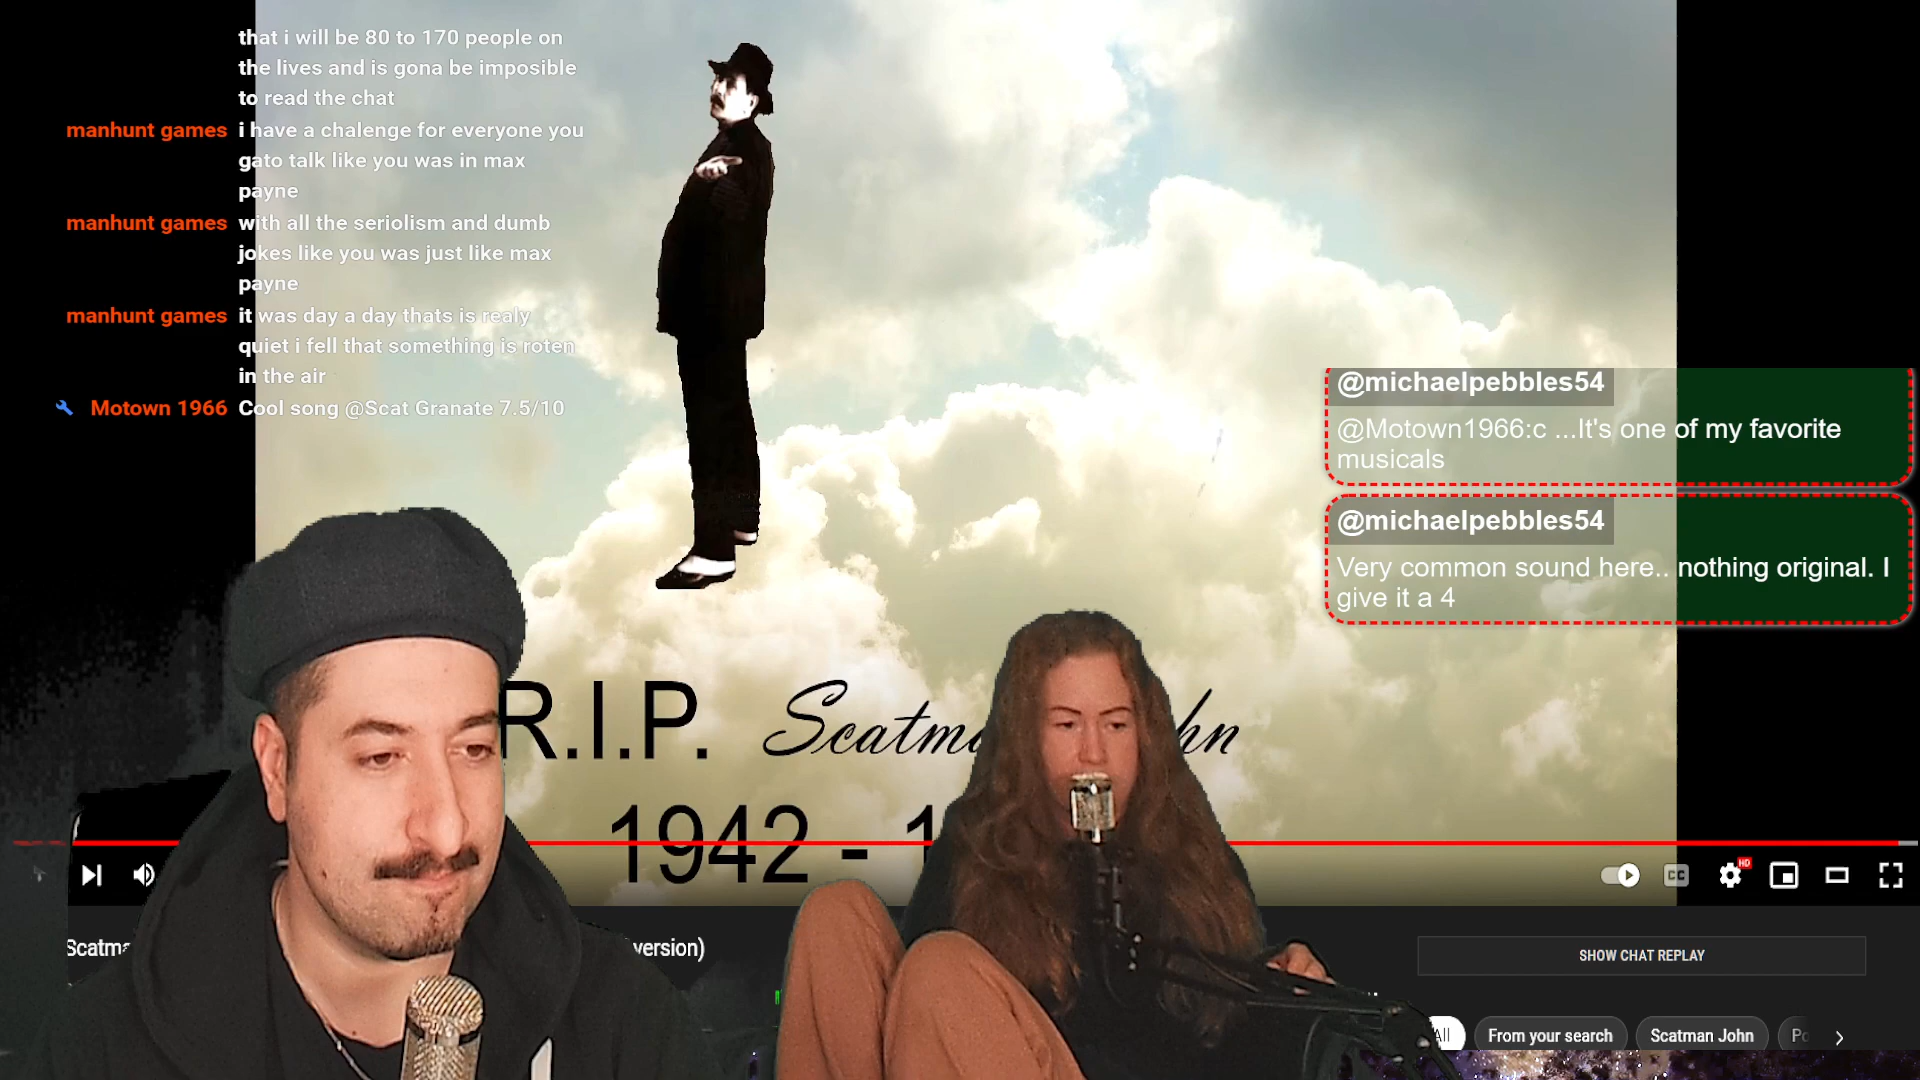 that i will be 80 to 170 people on
the lives and is gona be imposible
to read the chat
manhunt games i have a chalenge for everyone you
gato talk like you was in max
payne
manhunt games with all the seriolism and dumb
jokes like you was just like max
payne
manhunt games it was day a day thats is realy
quiet i fell that something is roten
in the air
Motown 1966 Cool song @Scat Granate 7.5/10
@michaelpebbles54
@Motown1966:c ...It's one of my favorite
musicals
@michaelpebbles54
Very common sound here.. nothing original. I
give it a 4
R.I.P. Scatm hn
1942 - 1
CC
HD
Scatma version)
SHOW CHAT REPLAY
All From your search Scatman John Po